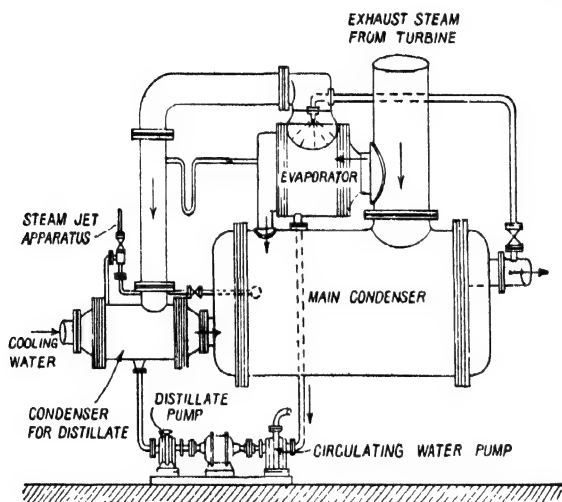 EXHAUST STEAM
FROM TURBINE
EVAPORATOR
STEAM JET
APPARATUS
MAIN CONDENSER
COOLING
WATER
CONDENSER
FOR DISTILLATE
DISTILLATE
PUMP
CIRCULATING WATER PUMP